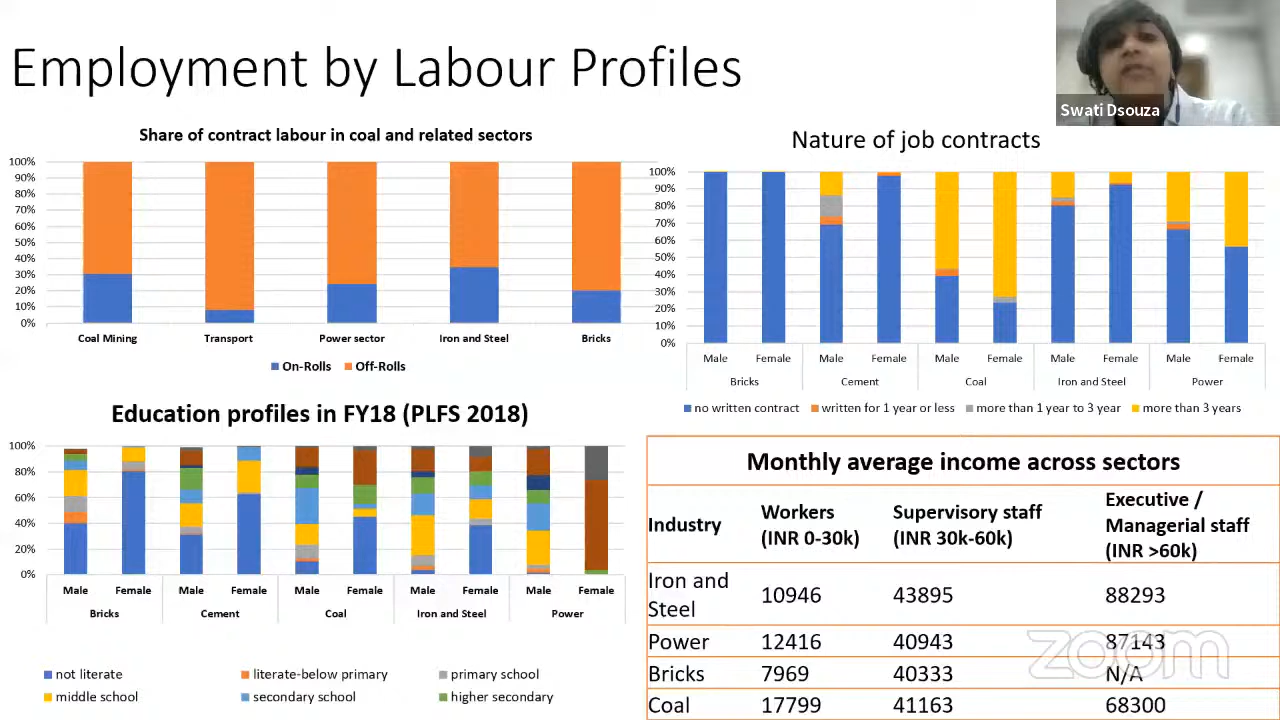 Employment by Labour Profiles
Swati Dsouza
Share of contract labour in coal and related sectors
100%
90%
80%
70%
60%
50%
40%
30%
20%
10%
0%
Coal Mining Transport Power sector Iron and Steel Bricks
On-Rolls Off-Rolls
Nature of job contracts
100%
90%
80%
70%
60%
50%
40%
30%
20%
10%
0%
Male Female Male Female Male Female Male Female Male Female
Bricks Cement Coal Iron and Steel Power
no written contract written for 1 year or less more than 1 year to 3 year more than 3 years
Education profiles in FY18 (PLFS 2018)
100%
80%
60%
40%
20%
0%
Male Female Male Female Male Female Male Female Male Female
Bricks Cement Coal Iron and Steel Power
not literate literate-below primary primary school
middle school secondary school higher secondary
Monthly average income across sectors
Industry Workers (INR 0-30k) Supervisory staff (INR 30k-60k) Executive / Managerial staff (INR >60k)
Iron and Steel 10946 43895 88293
Power 12416 40943 87143
Bricks 7969 40333 N/A
Coal 17799 41163 68300
zoom